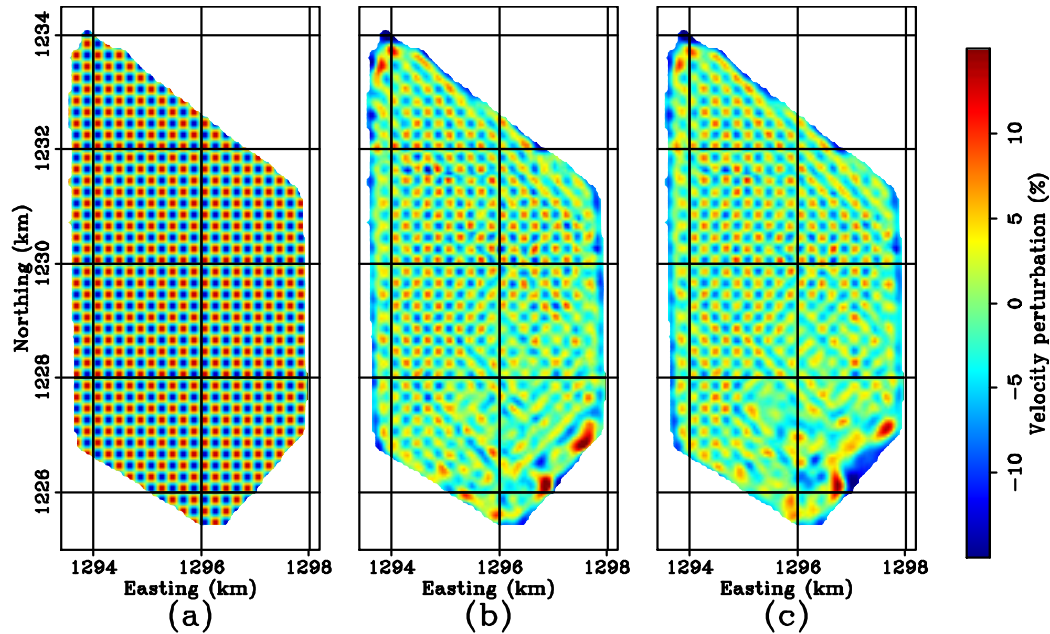 1234
1232
1230
1228
1226
Northing (km)
1294 1296 1298
Easting (km)
(a)
1294 1296 1298
Easting (km)
(b)
1294 1296 1298
Easting (km)
(c)
10
5
0
−5
−10
Velocity perturbation (%)